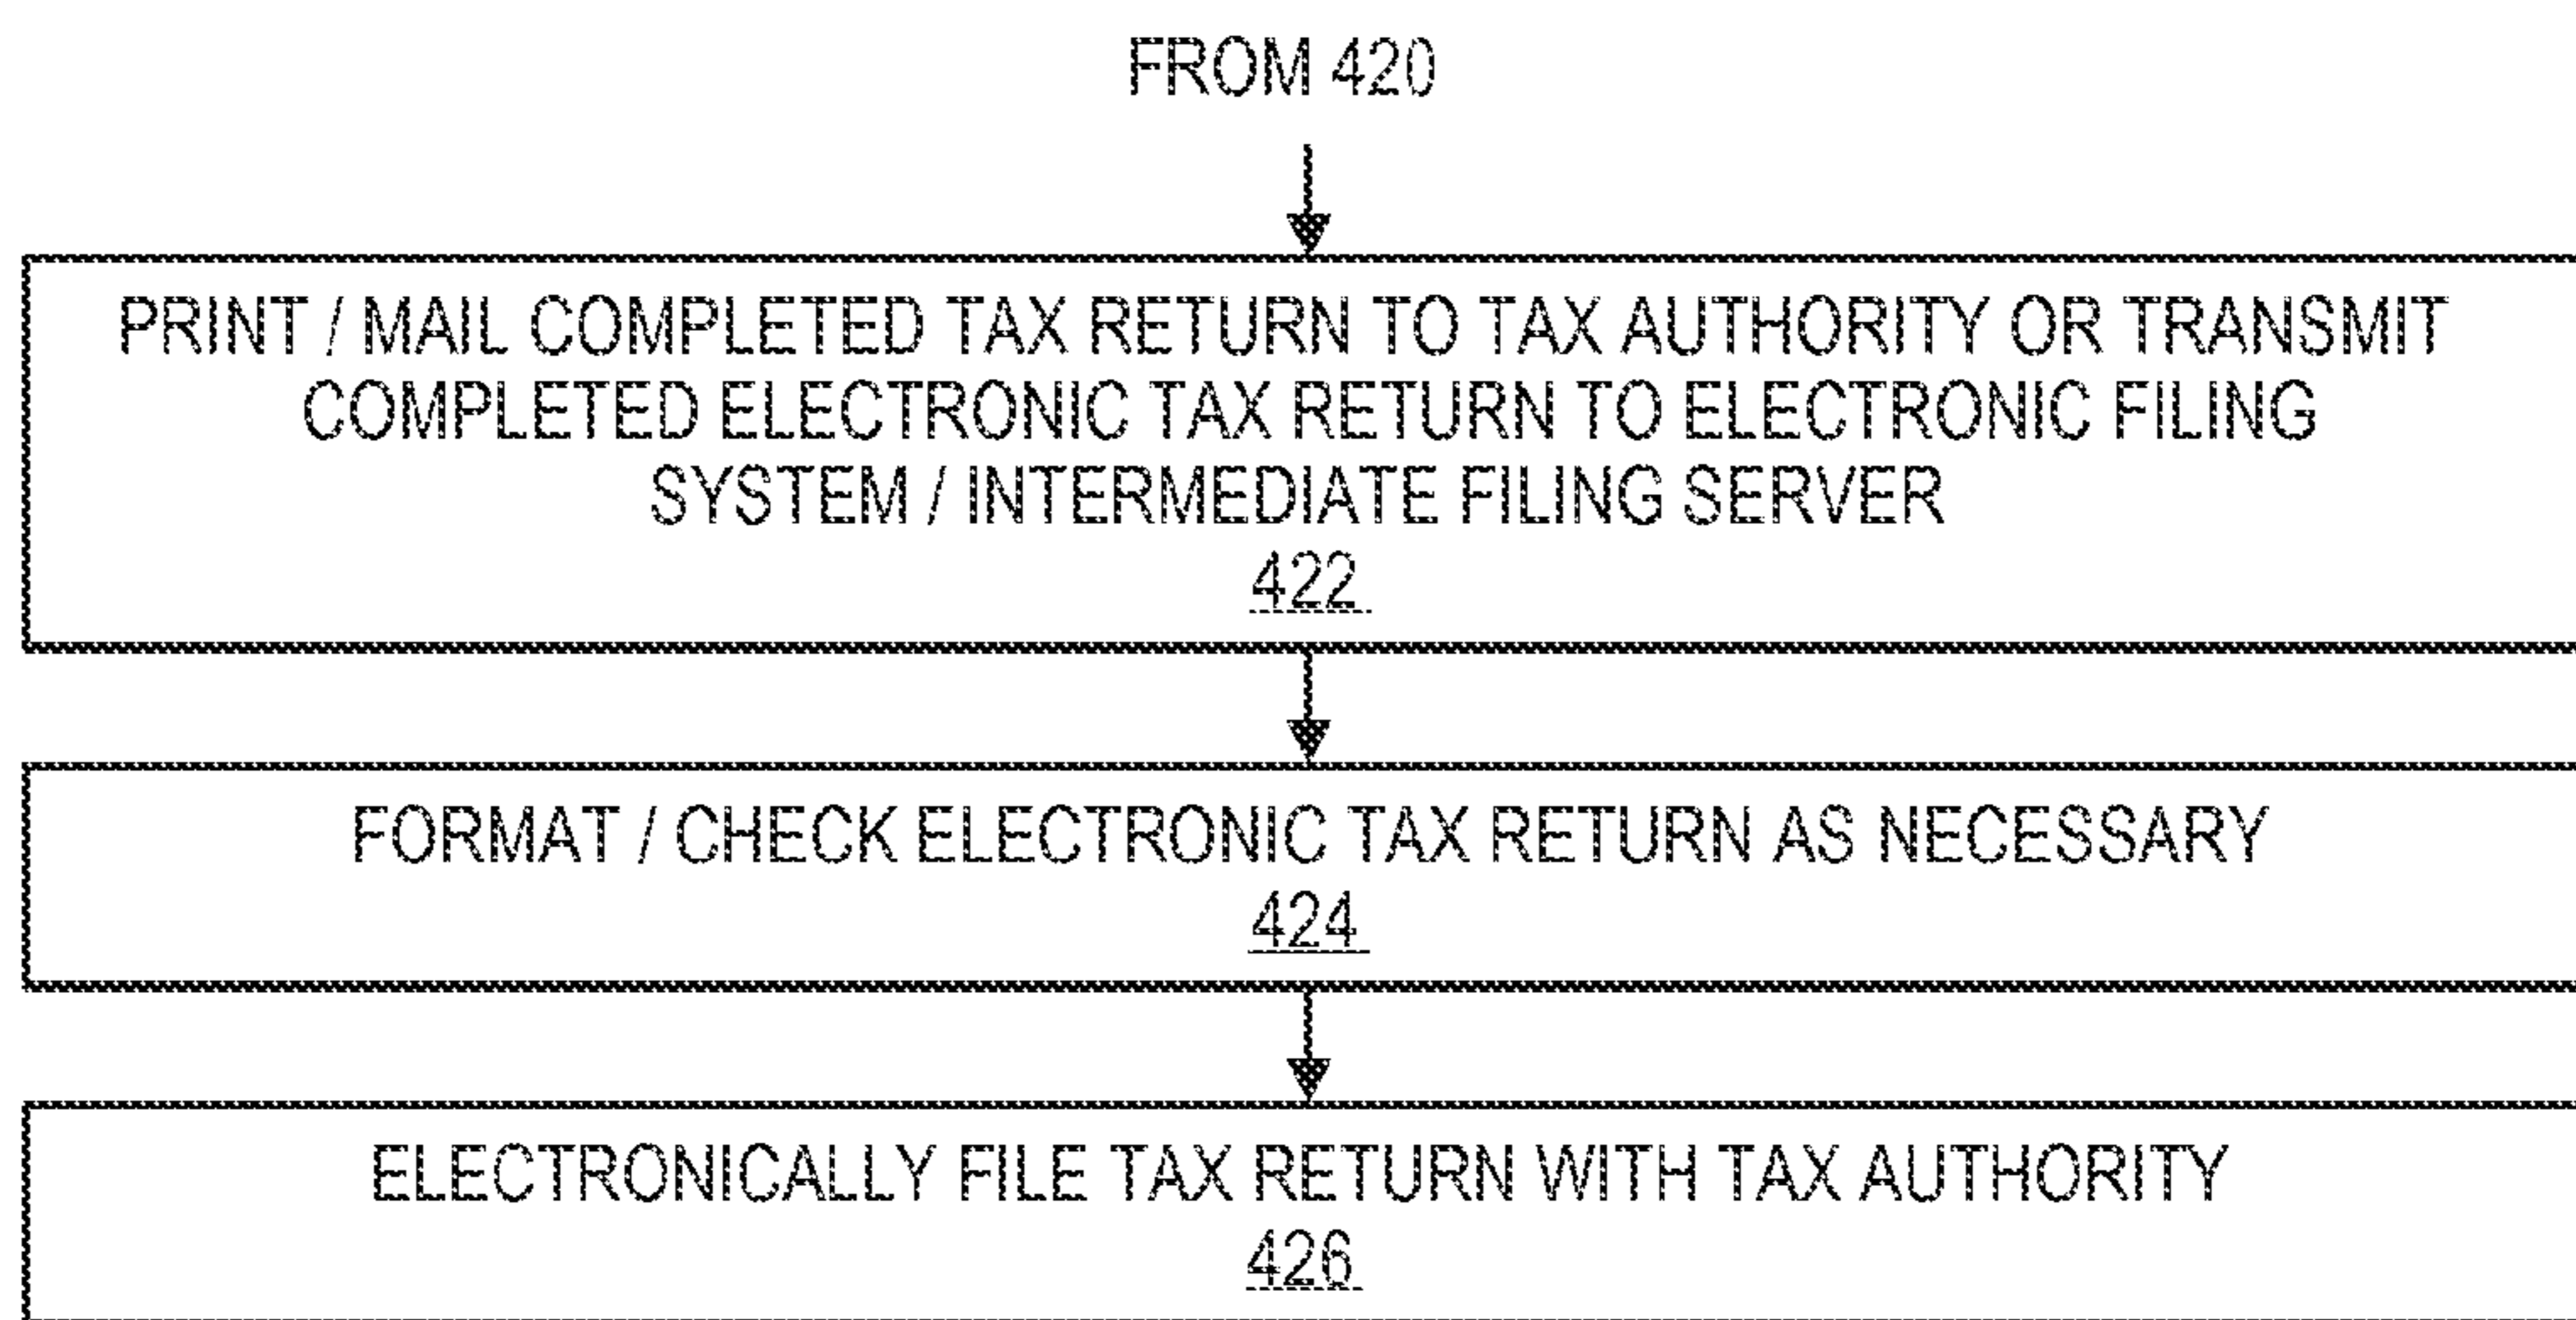 FROM 420
PRINT / MAIL COMPLETED TAX RETURN TO TAX AUTHORITY OR TRANSMIT
COMPLETED ELECTRONIC TAX RETURN TO ELECTRONIC FILING
SYSTEM / INTERMEDIATE FILING SERVER
422
FORMAT / CHECK ELECTRONIC TAX RETURN AS NECESSARY
424
ELECTRONICALLY FILE TAX RETURN WITH TAX AUTHORITY
426